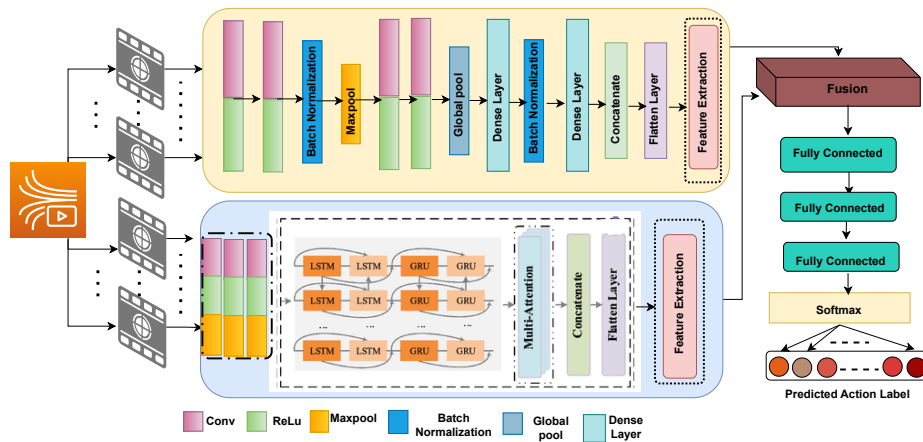 Batch Normalization
Maxpool
Global pool
Dense Layer
Batch Normalization
Dense Layer
Concatenate
Flatten Layer
Feature Extraction
Fusion
Fully Connected
Fully Connected
Fully Connected
Softmax
Predicted Action Label
LSTM LSTM GRU GRU
LSTM LSTM GRU GRU
... ... ... ...
LSTM LSTM GRU GRU
Multi-Attention
Concatenate
Flatten Layer
Feature Extraction
Conv
ReLu
Maxpool
Batch
Normalization
Global
pool
Dense
Layer